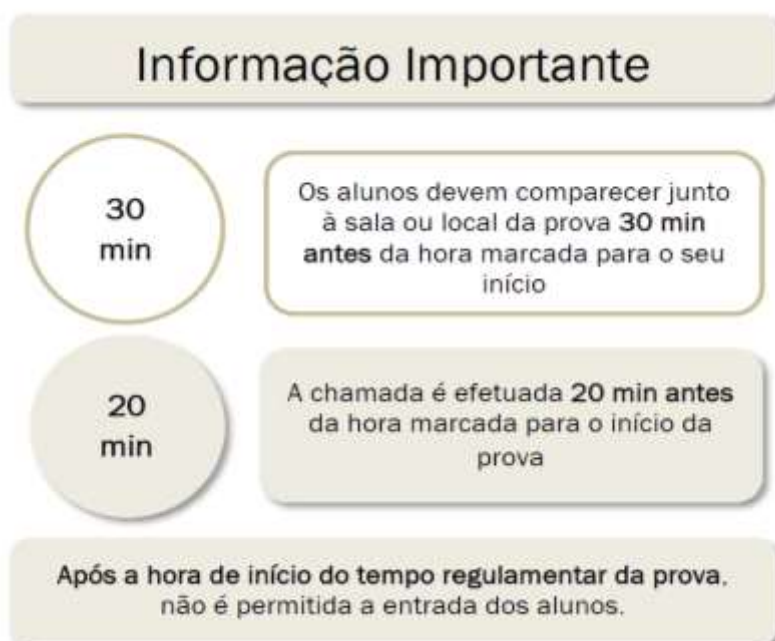 Informação Importante
30
min
Os alunos devem comparecer junto
à sala ou local da prova 30 min
antes da hora marcada para o seu
início
20
min
A chamada é efetuada 20 min antes
da hora marcada para o início da
prova
Após a hora de início do tempo regulamentar da prova,
não é permitida a entrada dos alunos.